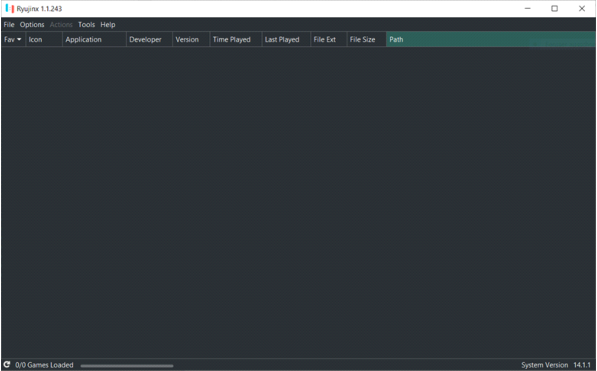 Ryujinx 1.1.243
File Options Actions Tools Help
Fav Icon Application Developer Version Time Played Last Played File Ext File Size Path
0/0 Games Loaded System Version 14.1.1